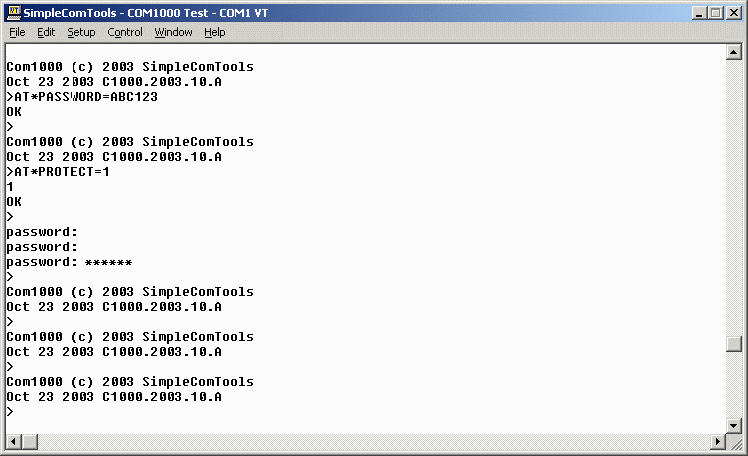 SimpleComTools - COM1000 Test - COM1 VT
File Edit Setup Control Window Help
Com1000 (c) 2003 SimpleComTools
Oct 23 2003 C1000.2003.10.A
>AT*PASSWORD=ABC123
OK
>
Com1000 (c) 2003 SimpleComTools
Oct 23 2003 C1000.2003.10.A
>AT*PROTECT=1
1
OK
>
password:
password:
password: ******
>
Com1000 (c) 2003 SimpleComTools
Oct 23 2003 C1000.2003.10.A
>
Com1000 (c) 2003 SimpleComTools
Oct 23 2003 C1000.2003.10.A
>
Com1000 (c) 2003 SimpleComTools
Oct 23 2003 C1000.2003.10.A
>